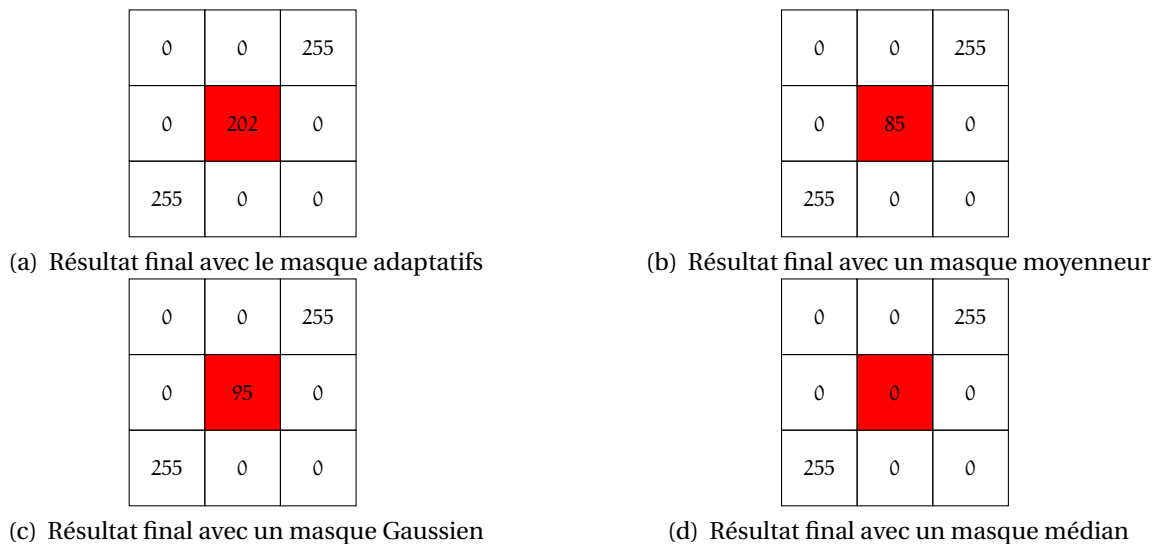 0 0 255
0 202 0
255 0 0
(a) Résultat final avec le masque adaptatifs
0 0 255
0 85 0
255 0 0
(b) Résultat final avec un masque moyenneur
0 0 255
0 95 0
255 0 0
(c) Résultat final avec un masque Gaussien
0 0 255
0 0 0
255 0 0
(d) Résultat final avec un masque médian